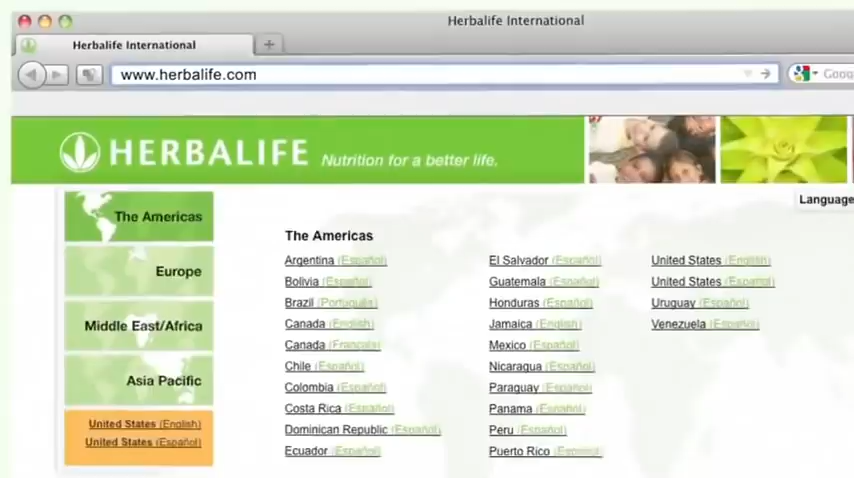 Herbalife International
Herbalife International
www.herbalife.com
Goog
HERBALIFE Nutrition for a better life.
Language
The Americas
Europe
Middle East/Africa
Asia Pacific
United States (English)
United States (Español)
The Americas
Argentina (Español)
Bolivia (Español)
Brazil (Português)
Canada (English)
Canada (Français)
Chile (Español)
Colombia (Español)
Costa Rica (Español)
Dominican Republic (Español)
Ecuador (Español)
El Salvador (Español)
Guatemala (Español)
Honduras (Español)
Jamaica (English)
Mexico (Español)
Nicaragua (Español)
Paraguay (Español)
Panama (Español)
Peru (Español)
Puerto Rico (Español)
United States (English)
United States (Español)
Uruguay (Español)
Venezuela (Español)